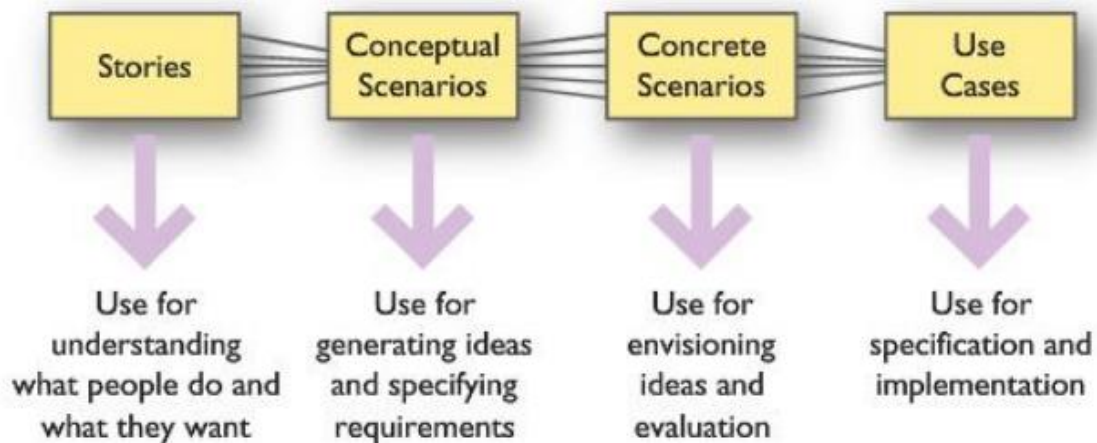 Stories
Conceptual
Scenarios
Concrete
Scenarios
Use
Cases
Use for
understanding
what people do and
what they want
Use for
generating ideas
and specifying
requirements
Use for
envisioning
ideas and
evaluation
Use for
specification and
implementation